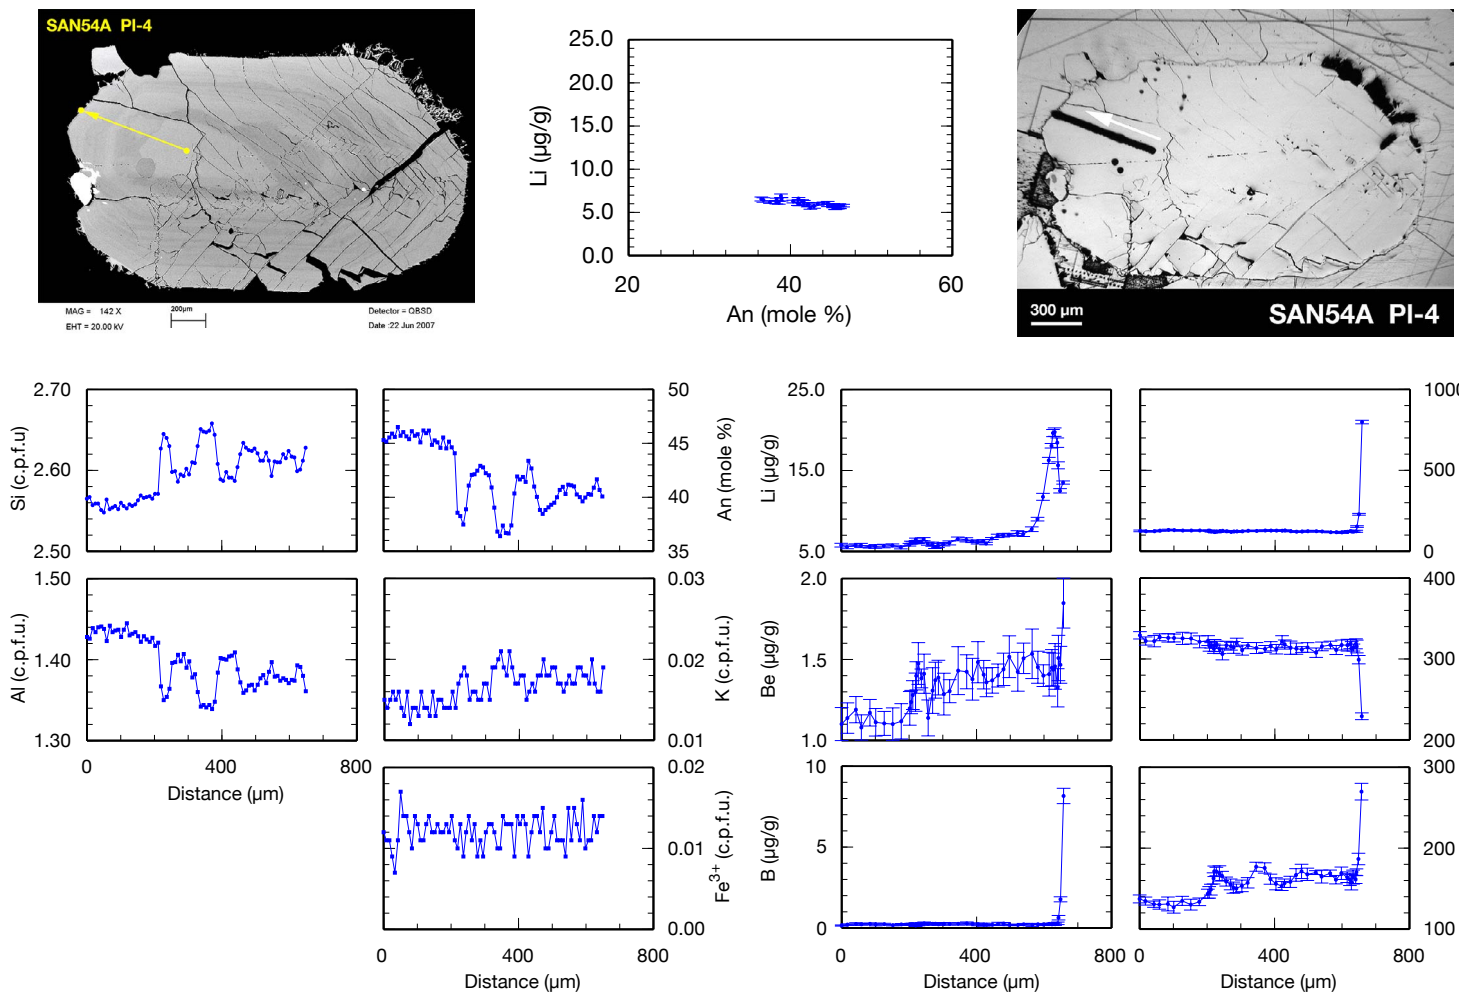 SAN54A  Pl-4
MAG =   142 X
EHT = 20.00 kV
200µm
Detector = QBSD
Date :22 Jun 2007
25.0
20.0
15.0
10.0
5.0
0.0
Li (µg/g)
20
40
60
An (mole %)
300 µm
SAN54A  Pl-4
2.70
2.60
2.50
Si (c.p.f.u)
50
45
40
35
An (mole %)
25.0
15.0
5.0
Li (µg/g)
1000
500
0
1.50
1.40
1.30
Al (c.p.f.u.)
0
400
800
Distance (µm)
0.03
0.02
0.01
K (c.p.f.u.)
2.0
1.5
1.0
Be (µg/g)
400
300
200
0.02
0.01
0.00
Fe³⁺ (c.p.f.u.)
0
400
800
Distance (µm)
10
5
0
B (µg/g)
0
400
800
Distance (µm)
300
200
100
0
400
800
Distance (µm)